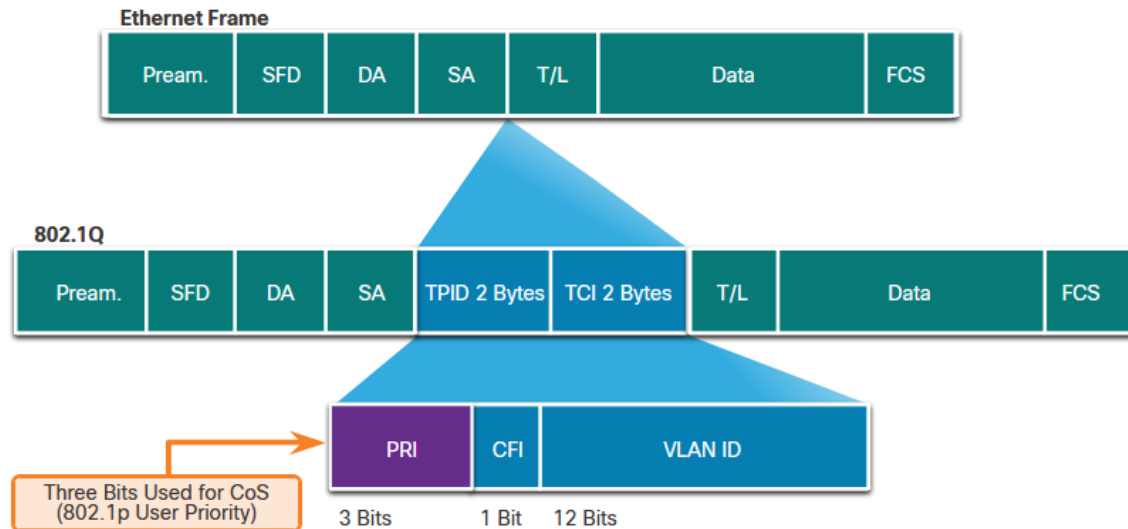 Ethernet Frame
Pream. SFD DA SA T/L Data FCS
802.1Q
Pream. SFD DA SA TPID 2 Bytes TCI 2 Bytes T/L Data FCS
PRI CFI VLAN ID
Three Bits Used for CoS
(802.1p User Priority)
3 Bits 1 Bit 12 Bits